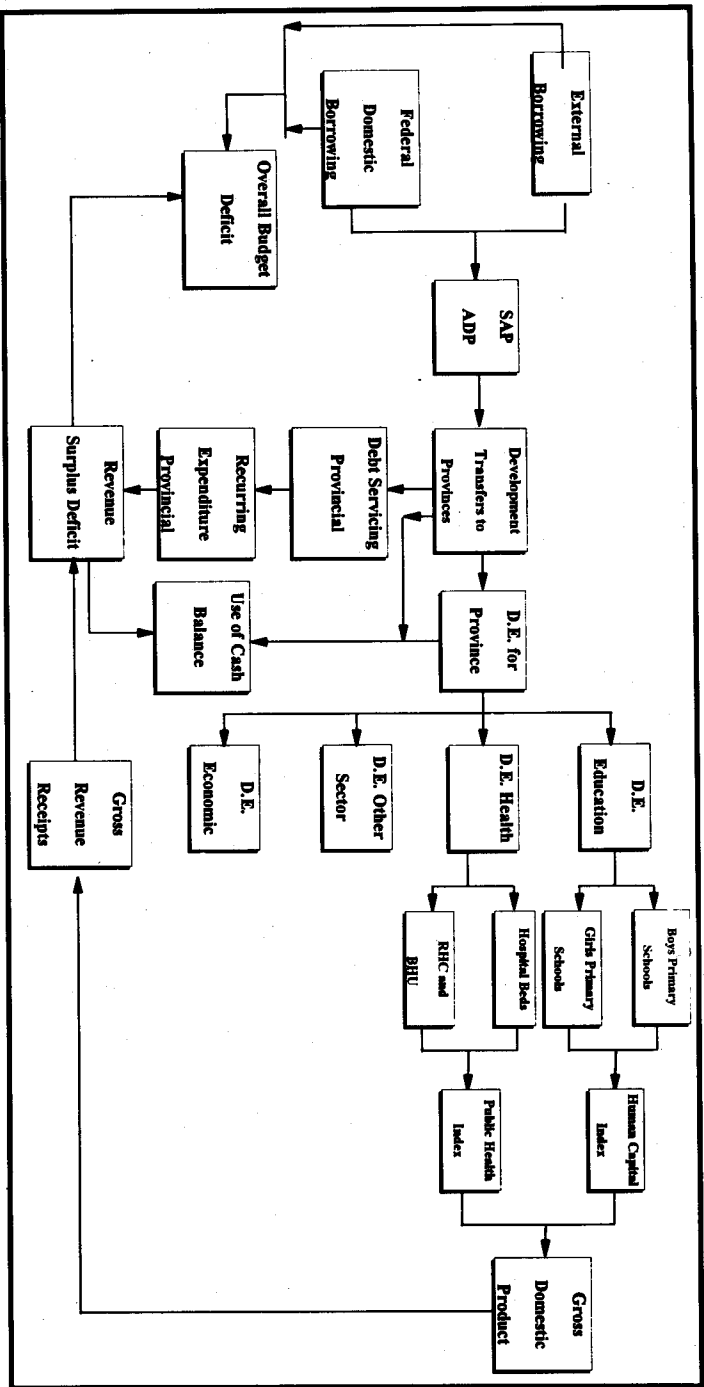 External
Borrowing
Federal
Domestic
Borrowing
Overall Budget
Deficit
SAP
ADP
Development
Transfers to
Provinces
Debt Servicing
Provincial
Recurring
Expenditure
Provincial
Revenue
Surplus Deficit
D.E. for
Province
Use of Cash
Balance
D.E.
Education
D.E. Health
D.E. Other
Sector
D.E.
Economic
Gross
Revenue
Receipts
Boys Primary
Schools
Girls Primary
Schools
Hospital Beds
RHC and
BHU
Human Capital
Index
Public Health
Index
Gross
Domestic
Product